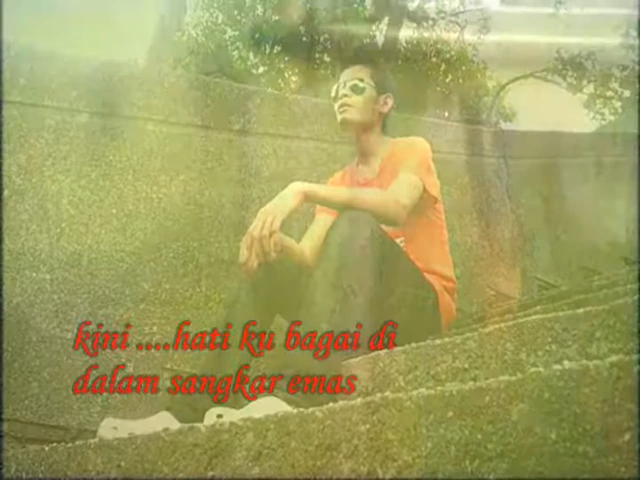 kini ....hati ku bagai di
dalam sangkar emas